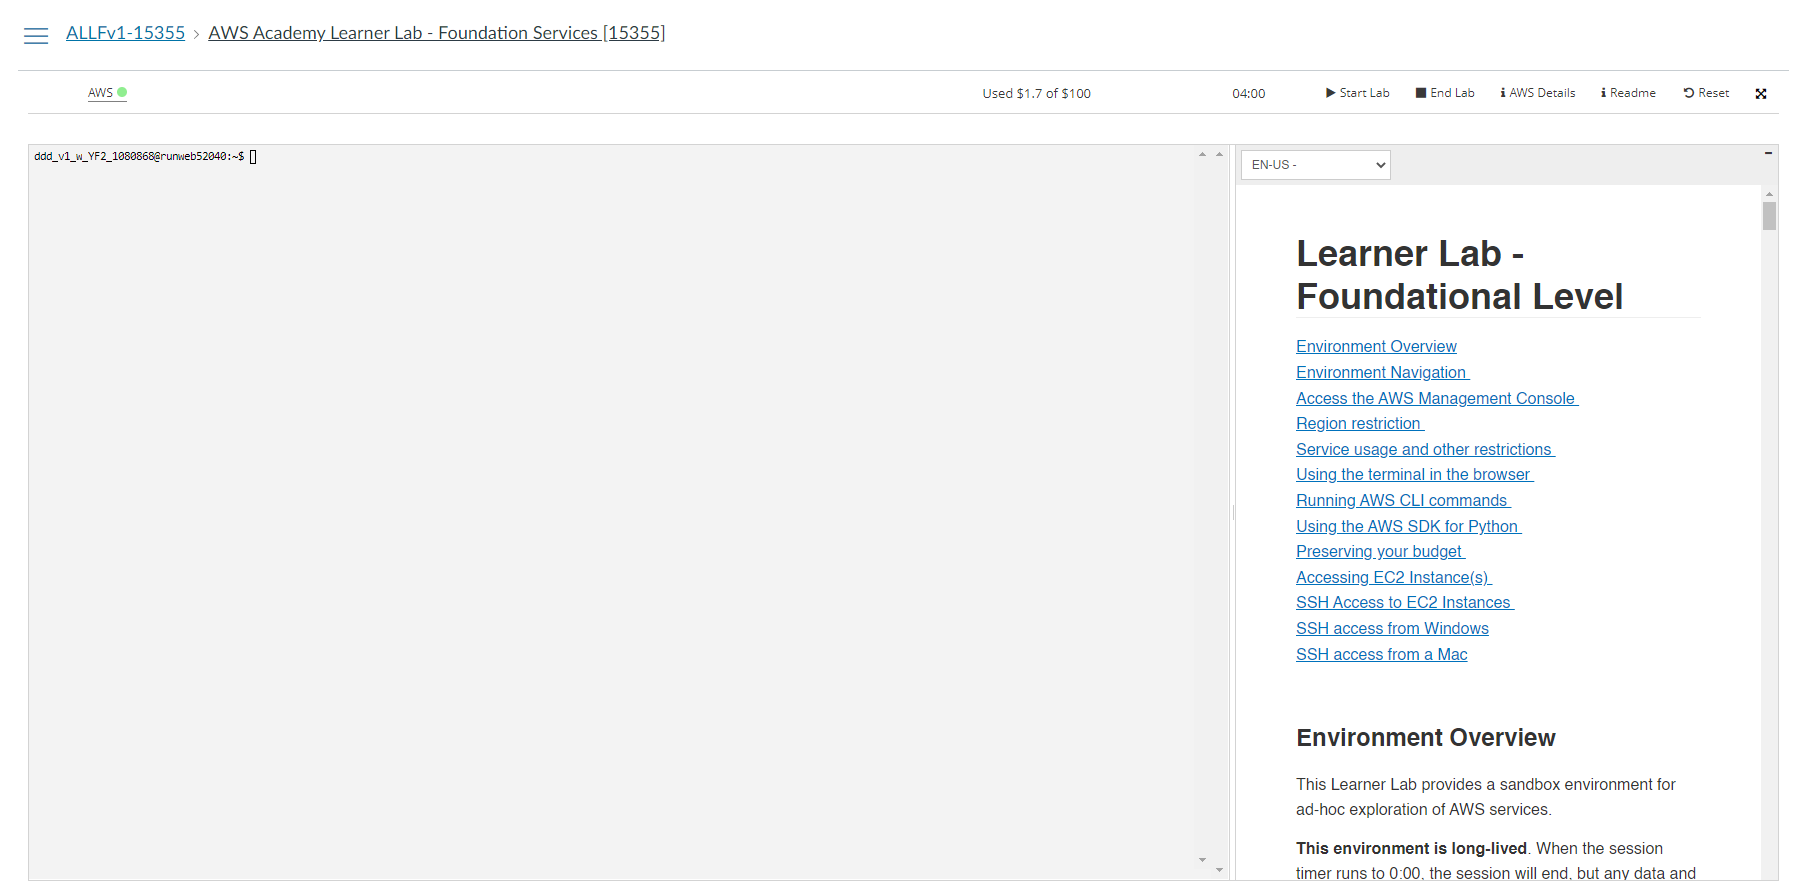 ALLFv1-15355 › AWS Academy Learner Lab - Foundation Services [15355]
AWS Used $1.7 of $100 04:00 Start Lab End Lab AWS Details Readme Reset
ddd_v1_w_YF2_1080868@runweb52040:~$
EN-US -
Learner Lab -
Foundational Level
Environment Overview
Environment Navigation
Access the AWS Management Console
Region restriction
Service usage and other restrictions
Using the terminal in the browser
Running AWS CLI commands
Using the AWS SDK for Python
Preserving your budget
Accessing EC2 Instance(s)
SSH Access to EC2 Instances
SSH access from Windows
SSH access from a Mac
Environment Overview
This Learner Lab provides a sandbox environment for
ad-hoc exploration of AWS services.
This environment is long-lived. When the session
timer runs to 0:00, the session will end, but any data and